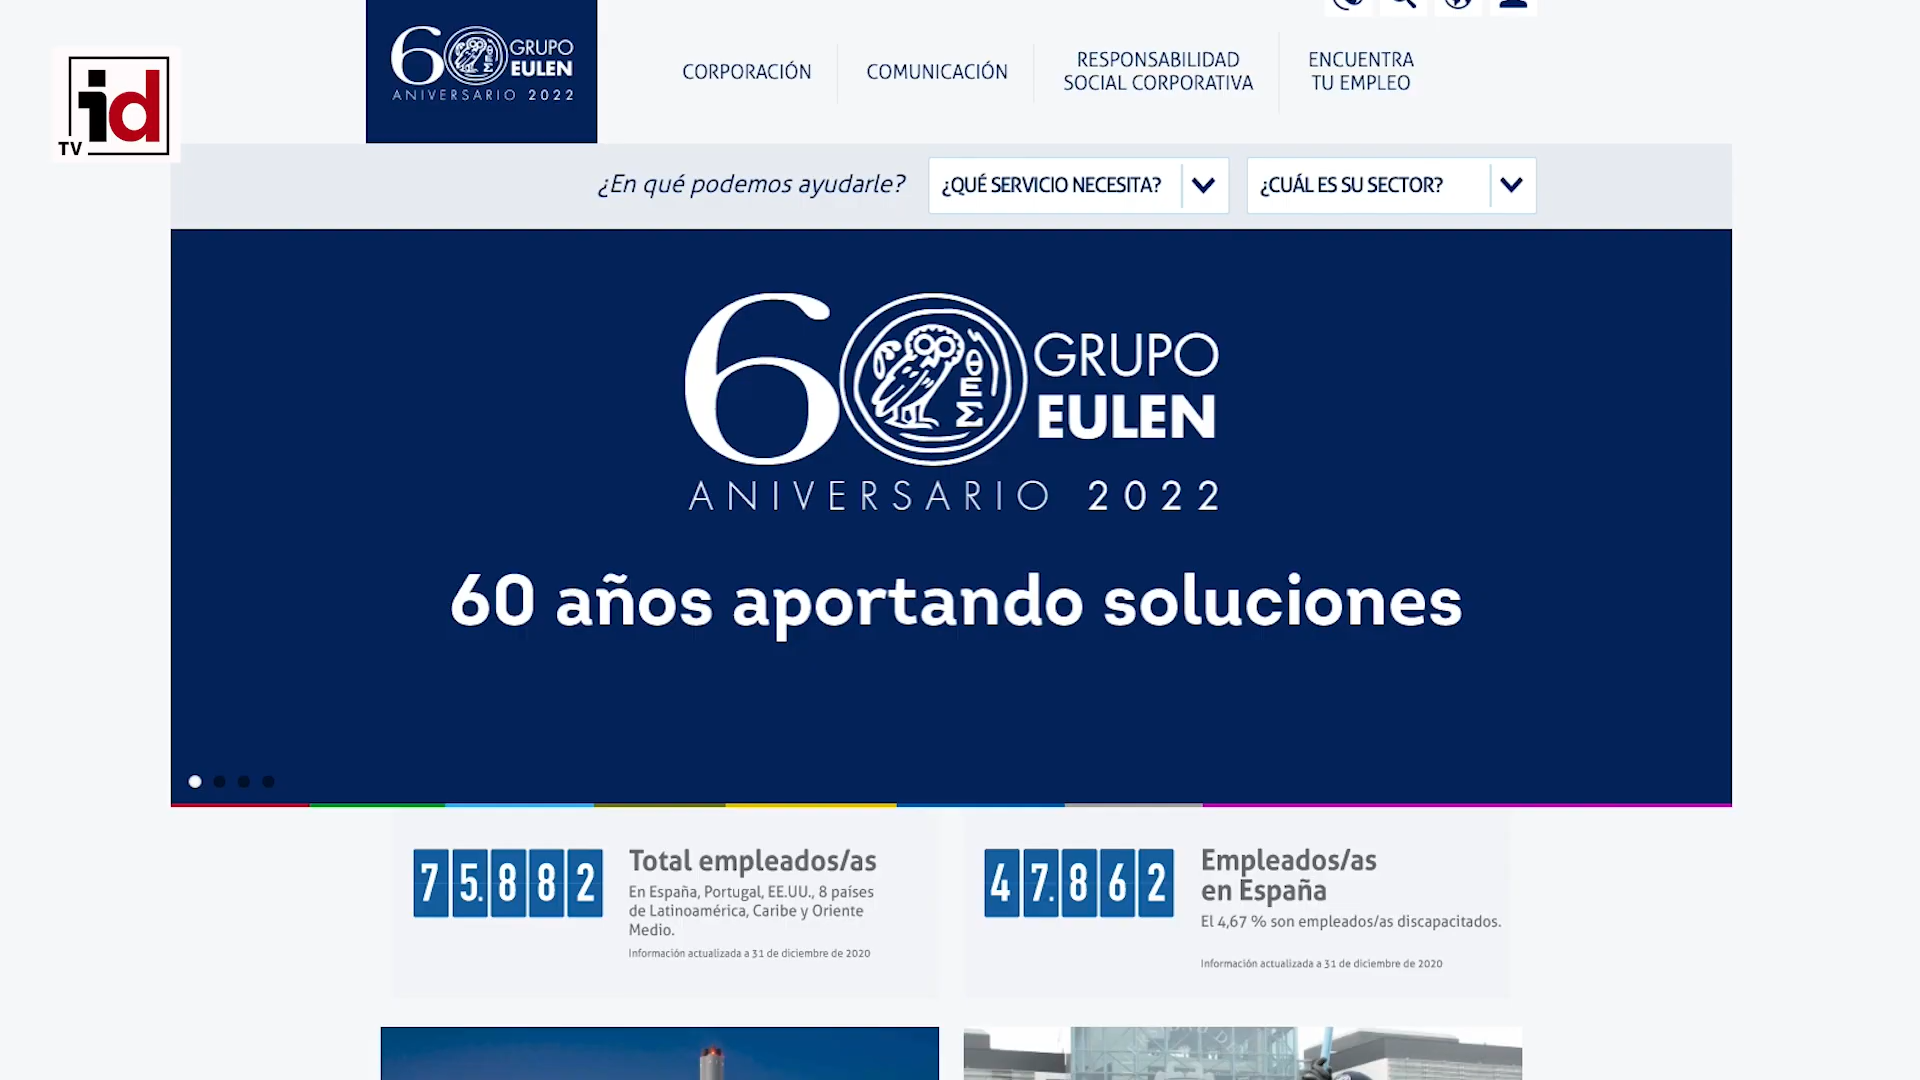 60 GRUPO
EULEN
ANIVERSARIO 2022
CORPORACIÓN
COMUNICACIÓN
RESPONSABILIDAD
SOCIAL CORPORATIVA
ENCUENTRA
TU EMPLEO
id
TV
¿En qué podemos ayudarle?
¿QUÉ SERVICIO NECESITA?
¿CUÁL ES SU SECTOR?
60 GRUPO
EULEN
ΑΘΕ
ANIVERSARIO 2022
60 años aportando soluciones
75.882
Total empleados/as
En España, Portugal, EE.UU., 8 países
de Latinoamérica, Caribe y Oriente
Medio.
Información actualizada a 31 de diciembre de 2020
47.862
Empleados/as
en España
El 4,67 % son empleados/as discapacitados.
Información actualizada a 31 de diciembre de 2020